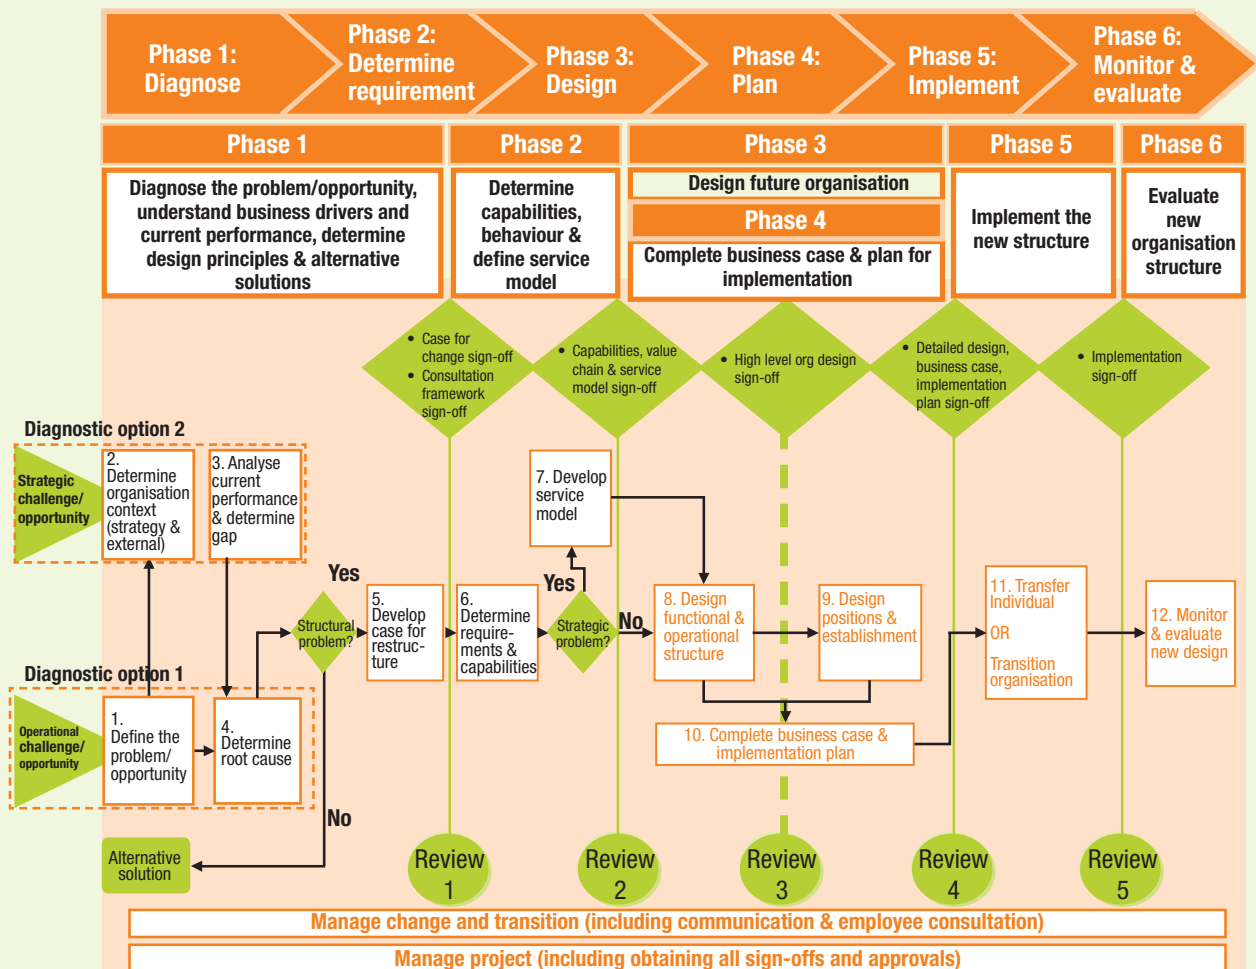 Phase 1:
Diagnose
Phase 2:
Determine
requirement
Phase 3:
Design
Phase 4:
Plan
Phase 5:
Implement
Phase 6:
Monitor &
evaluate
Phase 1
Phase 2
Phase 3
Phase 5
Phase 6
Diagnose the problem/opportunity,
understand business drivers and
current performance, determine
design principles & alternative
solutions
Determine
capabilities,
behaviour &
define service
model
Design future organisation
Phase 4
Complete business case & plan for
implementation
Implement the
new structure
Evaluate
new
organisation
structure
• Case for
change sign-off
• Consultation
framework
sign-off
• Capabilities, value
chain & service
model sign-off
• High level org design
sign-off
• Detailed design,
business case,
implementation
plan sign-off
• Implementation
sign-off
Diagnostic option 2
Strategic
challenge/
opportunity
2.
Determine
organisation
context
(strategy &
external)
3. Analyse
current
performance
& determine
gap
7. Develop
service
model
Yes
Structural
problem?
5.
Develop
case for
restruc-
ture
6.
Determine
require-
ments &
capabilities
Yes
Strategic
problem?
No
8. Design
functional &
operational
structure
9. Design
positions &
establishment
11. Transfer
Individual
OR
Transition
organisation
12. Monitor
& evaluate
new design
Diagnostic option 1
Operational
challenge/
opportunity
1.
Define the
problem/
opportunity
4.
Determine
root cause
10. Complete business case &
implementation plan
No
Alternative
solution
Review
1
Review
2
Review
3
Review
4
Review
5
Manage change and transition (including communication & employee consultation)
Manage project (including obtaining all sign-offs and approvals)